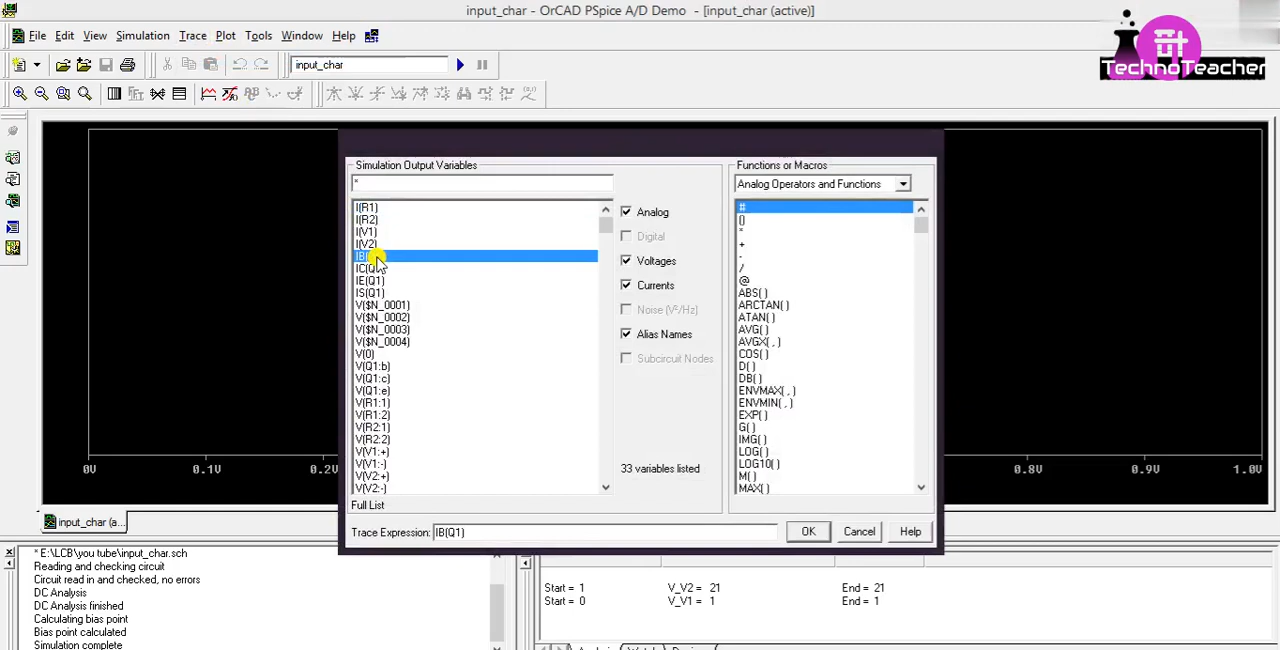 input_char - OrCAD PSpice A/D Demo - [input_char (active)]
File Edit View Simulation Trace Plot Tools Window Help
input_char
TechnoTeacher
Simulation Output Variables
*
I(R1)
I(R2)
I(V1)
I(V2)
IE(Q1)
IS(Q1)
V($N_0001)
V($N_0002)
V($N_0003)
V($N_0004)
V(0)
V(Q1:b)
V(Q1:c)
V(Q1:e)
V(R1:1)
V(R1:2)
V(R2:1)
V(R2:2)
V(V1:+)
V(V1:-)
V(V2:+)
V(V2:-)
Full List
Analog
Digital
Voltages
Currents
Noise (V²/Hz)
Alias Names
Subcircuit Nodes
33 variables listed
Functions or Macros
Analog Operators and Functions
#
()
*
+
-
/
@
ABS( )
ARCTAN( )
ATAN( )
AVG( )
AVGX( , )
COS( )
D( )
DB( )
ENVMAX( , )
ENVMIN( , )
EXP( )
G( )
IMG( )
LOG( )
LOG10( )
M( )
MAX( )
Trace Expression: IB(Q1)
OK Cancel Help
0V 0.1V 0.8V 0.9V 1.0V
input_char (a...
* E:\LCB\you tube\input_char.sch
Reading and checking circuit
Circuit read in and checked, no errors
DC Analysis
DC Analysis finished
Calculating bias point
Bias point calculated
Simulation complete
Start = 1 V_V2 = 21 End = 21
Start = 0 V_V1 = 1 End = 1